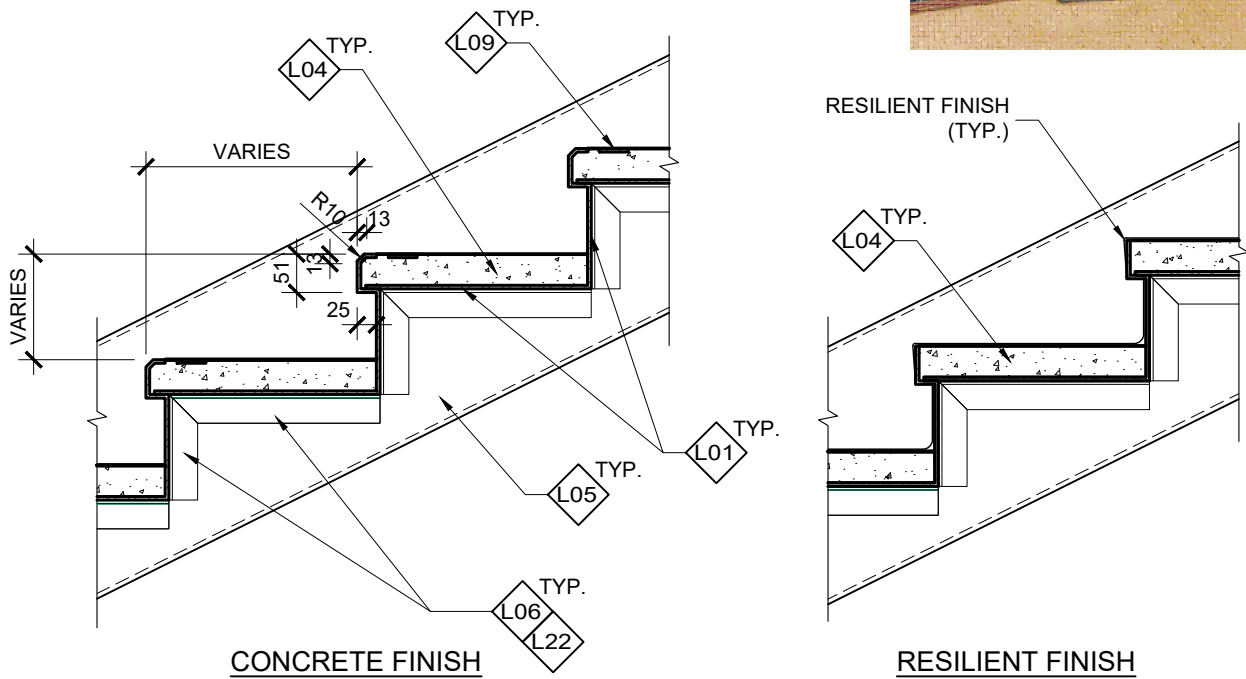 TYP.
L09
TYP.
L04
VARIES
R10
13
13
51
VARIES
25
TYP.
L01
TYP.
L05
TYP.
L06
L22
CONCRETE FINISH
RESILIENT FINISH
(TYP.)
TYP.
L04
RESILIENT FINISH